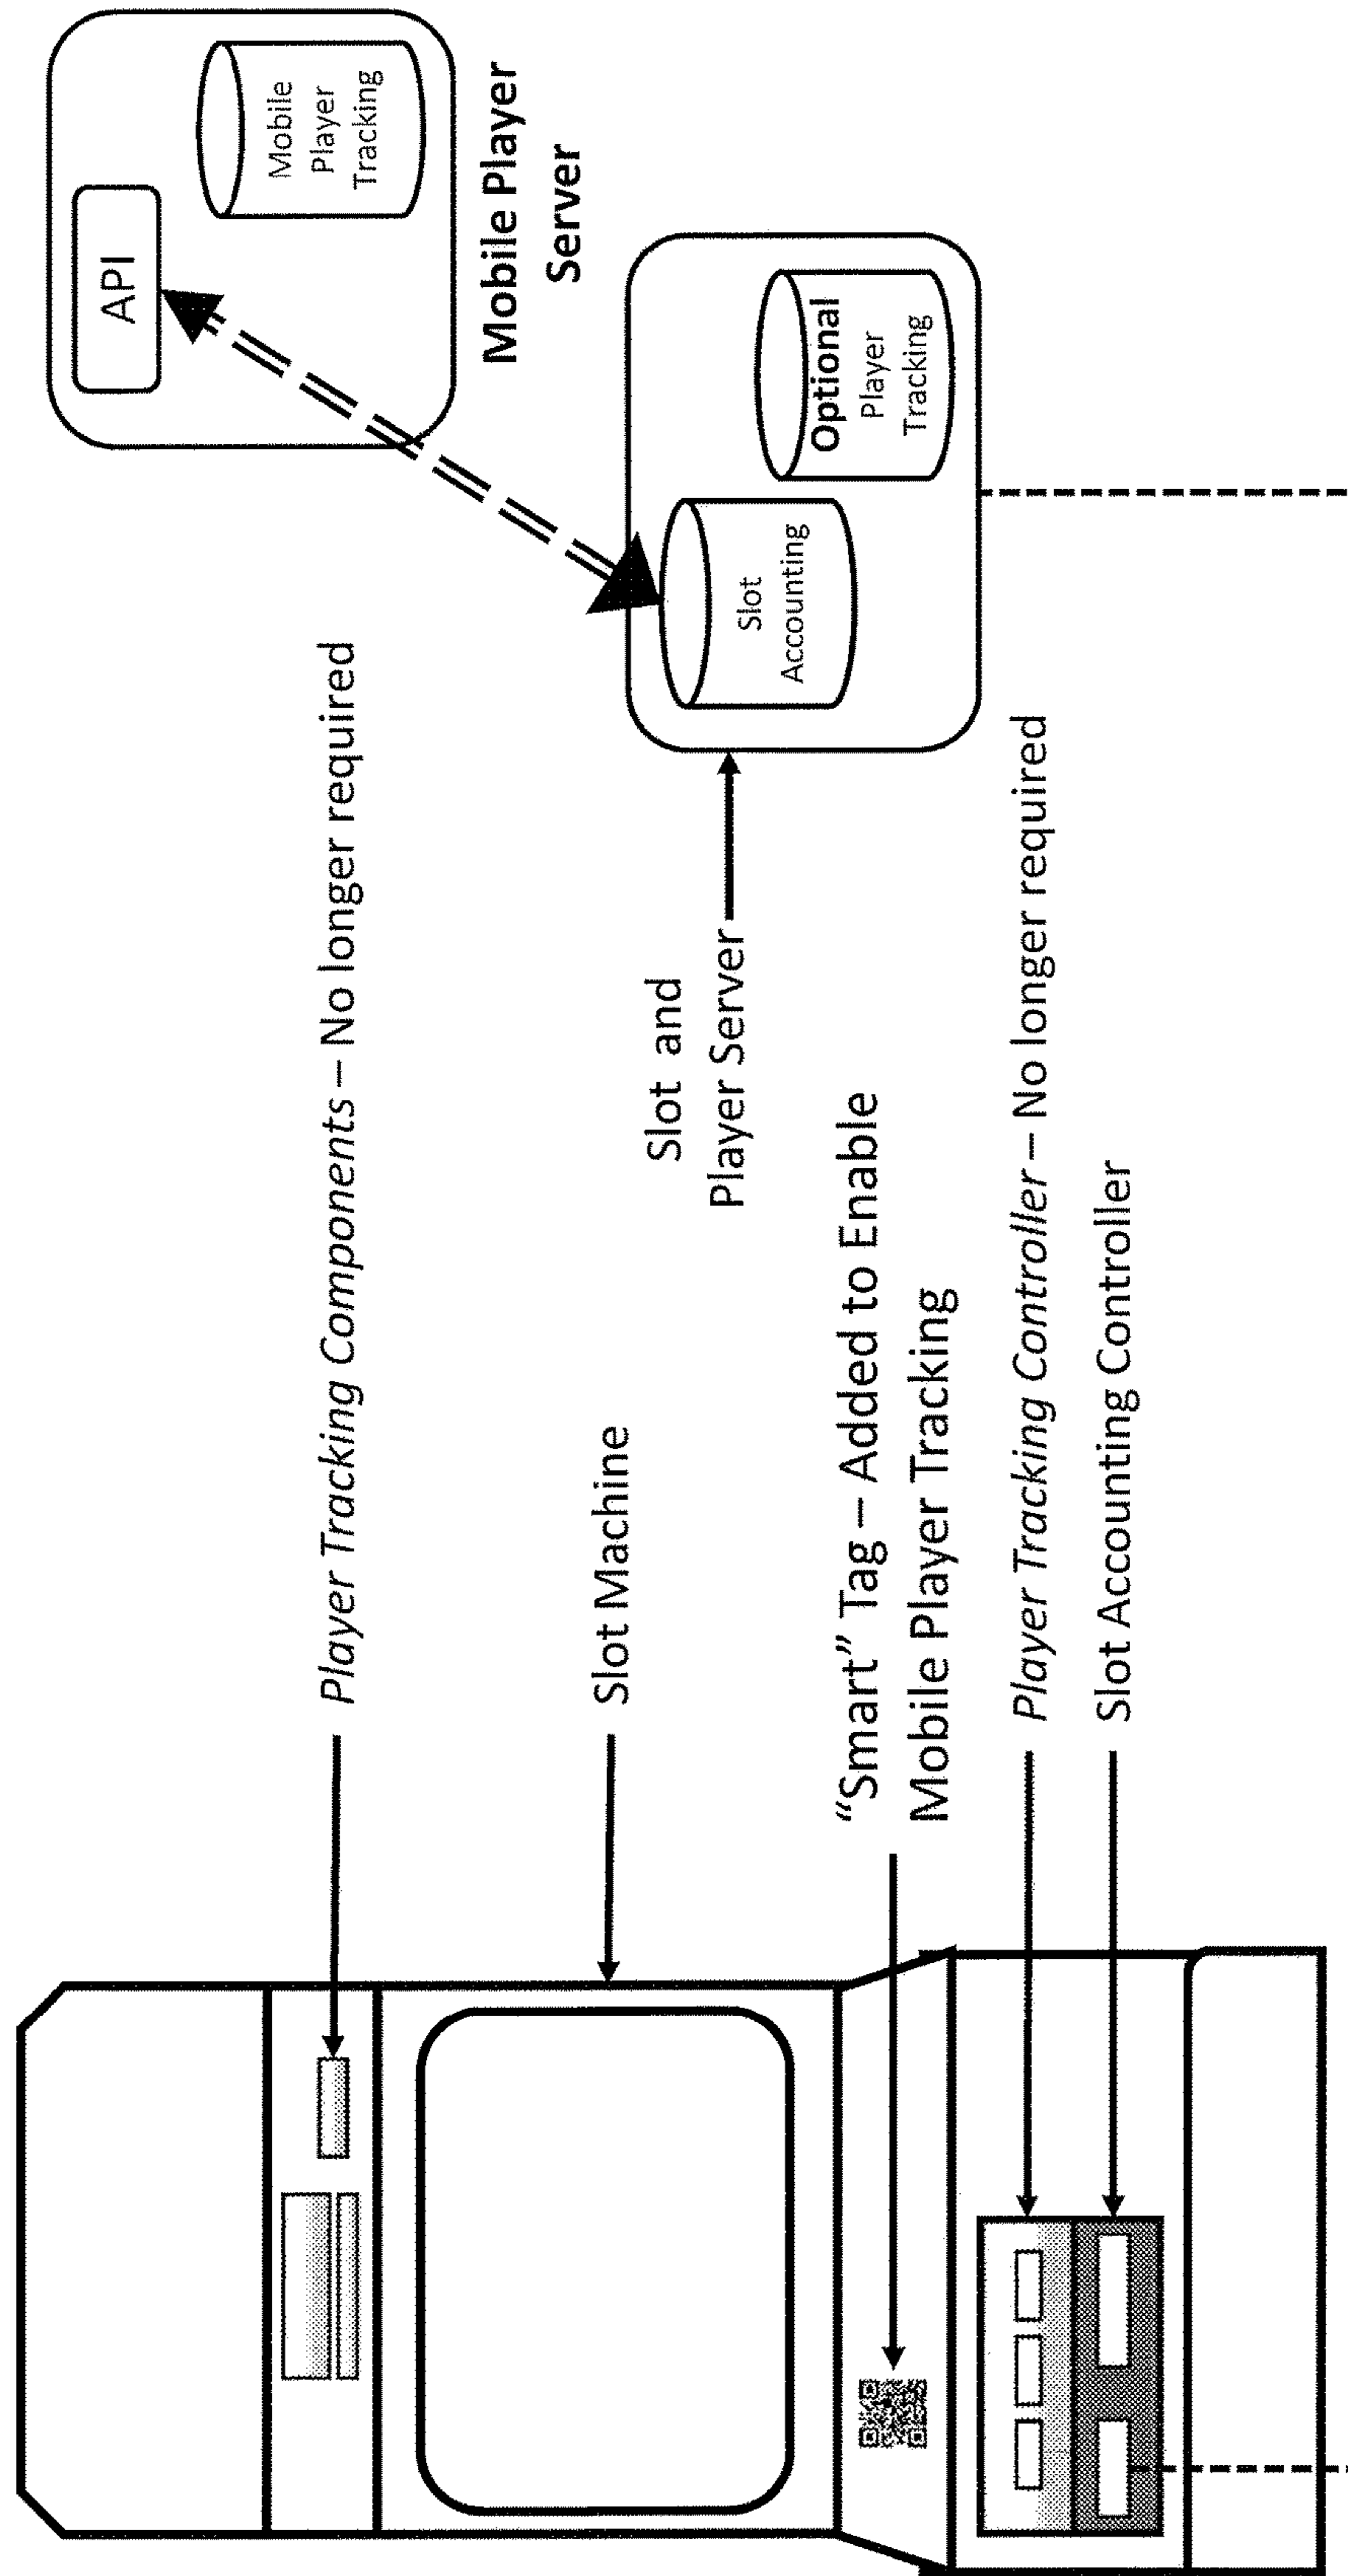 Player Tracking Components – No longer required
Slot Machine
“Smart” Tag – Added to Enable
Mobile Player Tracking
Player Tracking Controller – No longer required
Slot Accounting Controller
Slot and
Player Server
Slot
Accounting
Optional
Player
Tracking
API
Mobile
Player
Tracking
Mobile Player
Server